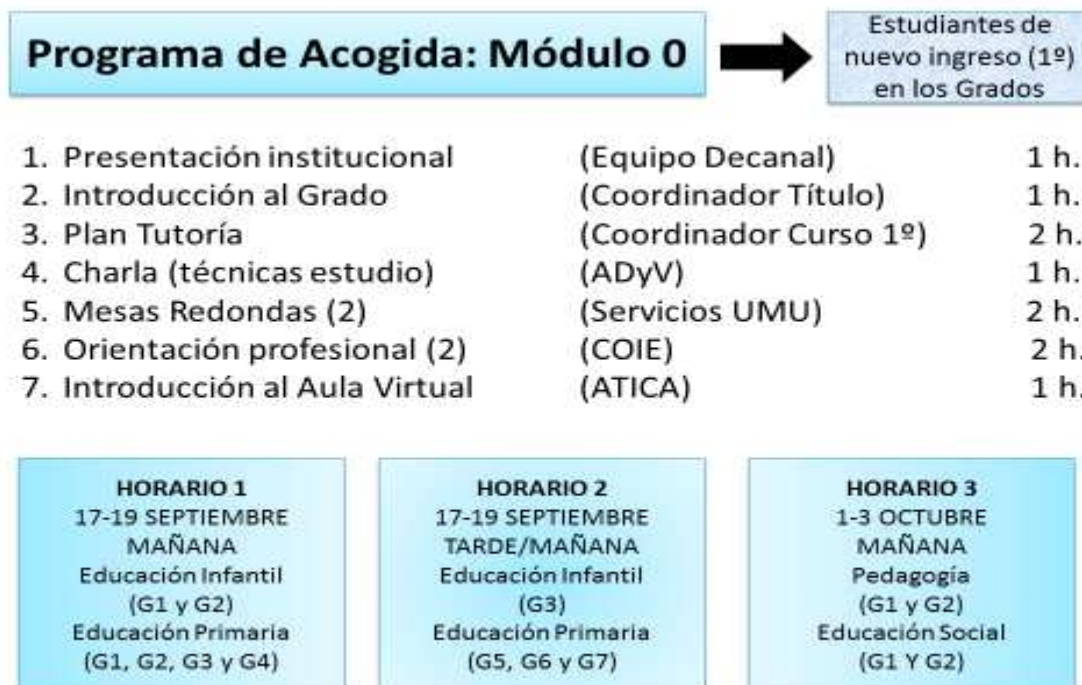 Programa de Acogida: Módulo 0
Estudiantes de
nuevo ingreso (1º)
en los Grados
1. Presentación institucional (Equipo Decanal) 1 h.
2. Introducción al Grado (Coordinador Título) 1 h.
3. Plan Tutoría (Coordinador Curso 1º) 2 h.
4. Charla (técnicas estudio) (ADyV) 1 h.
5. Mesas Redondas (2) (Servicios UMU) 2 h.
6. Orientación profesional (2) (COIE) 2 h.
7. Introducción al Aula Virtual (ATICA) 1 h.
HORARIO 1
17-19 SEPTIEMBRE
MAÑANA
Educación Infantil
(G1 y G2)
Educación Primaria
(G1, G2, G3 y G4)
HORARIO 2
17-19 SEPTIEMBRE
TARDE/MAÑANA
Educación Infantil
(G3)
Educación Primaria
(G5, G6 y G7)
HORARIO 3
1-3 OCTUBRE
MAÑANA
Pedagogía
(G1 y G2)
Educación Social
(G1 Y G2)